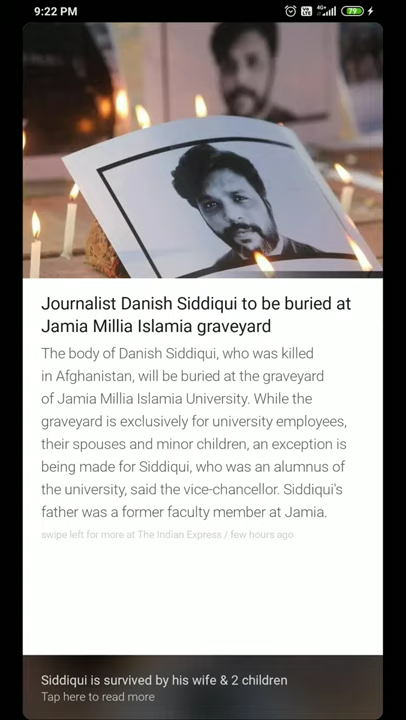 9:22 PM
4G+
79
Journalist Danish Siddiqui to be buried at
Jamia Millia Islamia graveyard
The body of Danish Siddiqui, who was killed
in Afghanistan, will be buried at the graveyard
of Jamia Millia Islamia University. While the
graveyard is exclusively for university employees,
their spouses and minor children, an exception is
being made for Siddiqui, who was an alumnus of
the university, said the vice-chancellor. Siddiqui's
father was a former faculty member at Jamia.
swipe left for more at The Indian Express / few hours ago
Siddiqui is survived by his wife & 2 children
Tap here to read more